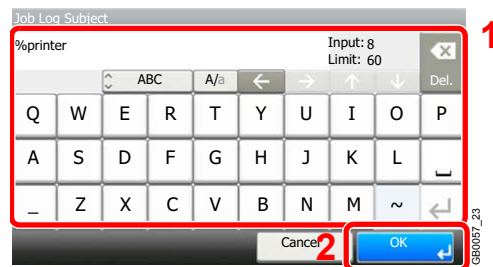 Job Log Subject
1
%printer
Input: 8
Limit: 60
ABC A/a ← → ↑ ↓ Del.
Q W E R T Y U I O P
A S D F G H J K L
_ Z X C V B N M ~
Cancel 2 OK
GB0057_23